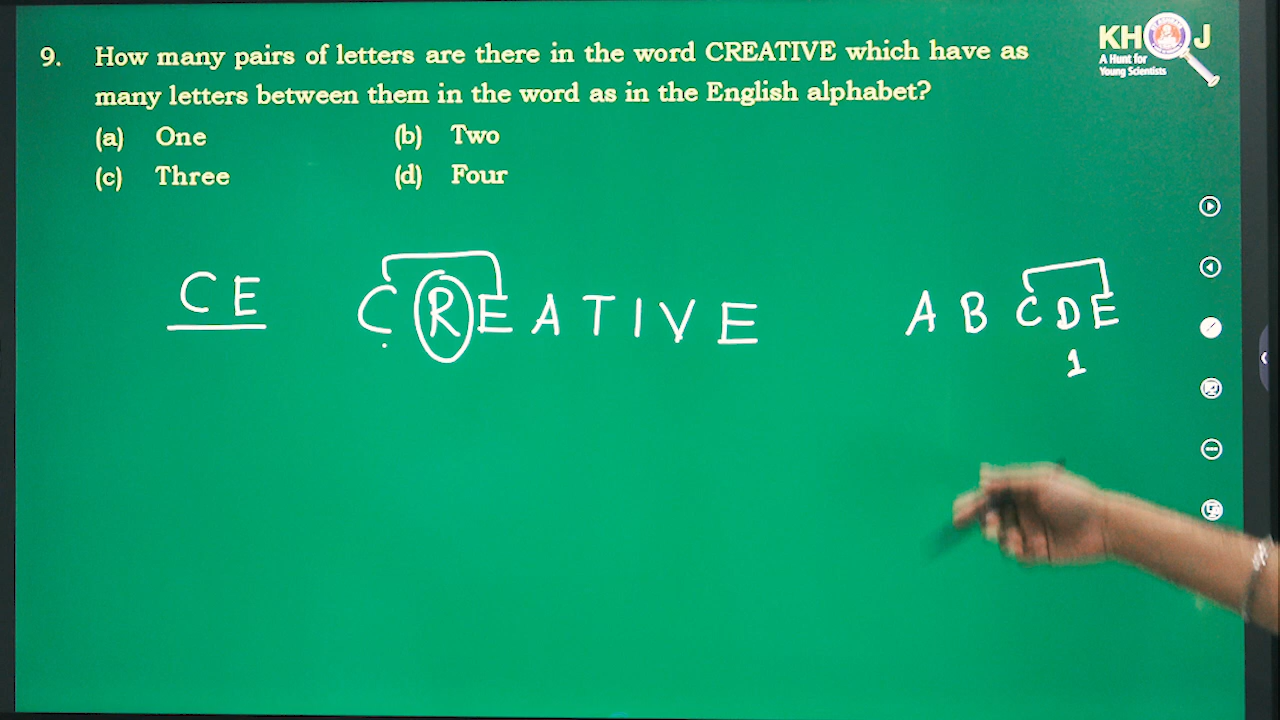 9. How many pairs of letters are there in the word CREATIVE which have as
many letters between them in the word as in the English alphabet?
(a) One (b) Two
(c) Three (d) Four
KHOJ
A Hunt for
Young Scientists
CE CREATIVE ABCDE
1